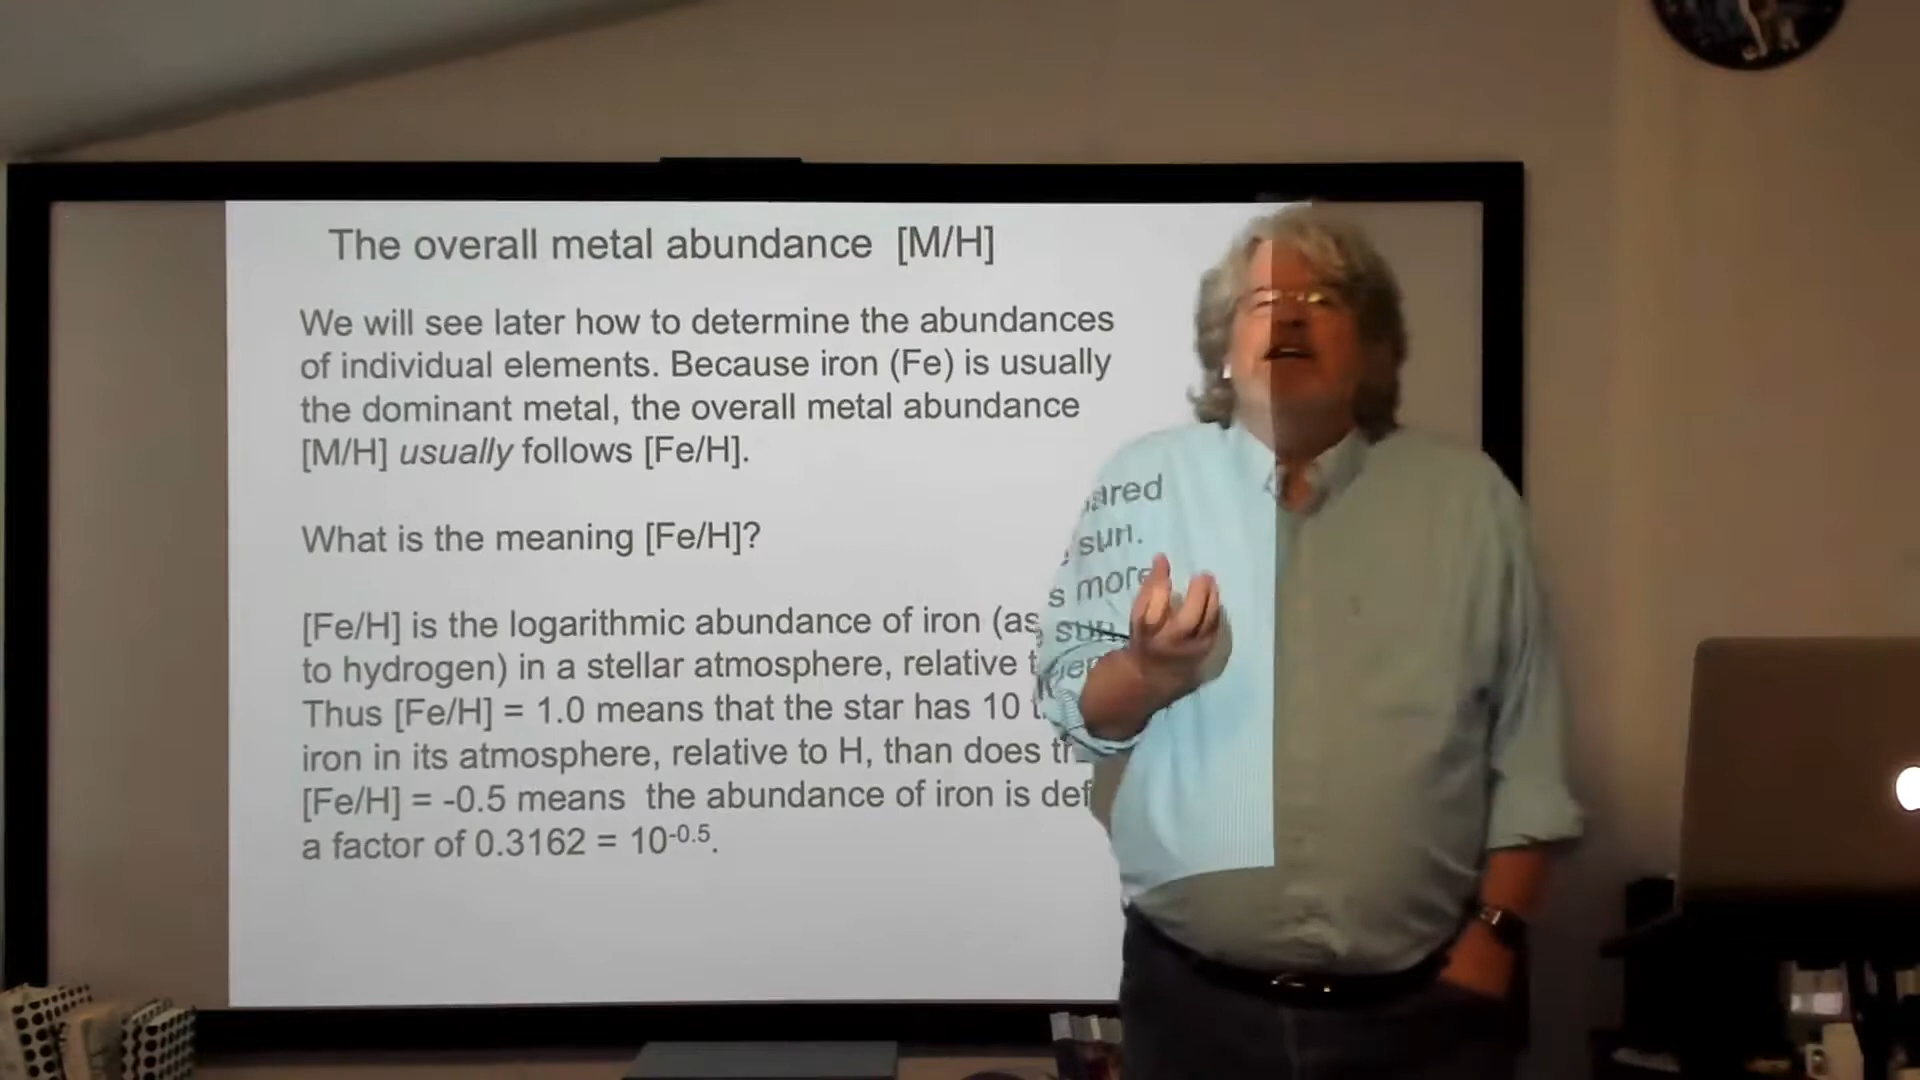 The overall metal abundance [M/H]
We will see later how to determine the abundances
of individual elements. Because iron (Fe) is usually
the dominant metal, the overall metal abundance
[M/H] usually follows [Fe/H].
What is the meaning [Fe/H]?
[Fe/H] is the logarithmic abundance of iron (as
to hydrogen) in a stellar atmosphere, relative
sun.
Thus [Fe/H] = 1.0 means that the star has 10
more
iron in its atmosphere, relative to H, than does
sun.
[Fe/H] = -0.5 means the abundance of iron is
a factor of 0.3162 = 10-0.5.